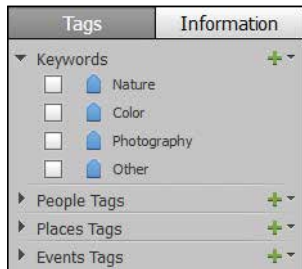 Tags Information
Keywords
Nature
Color
Photography
Other
People Tags
Places Tags
Events Tags